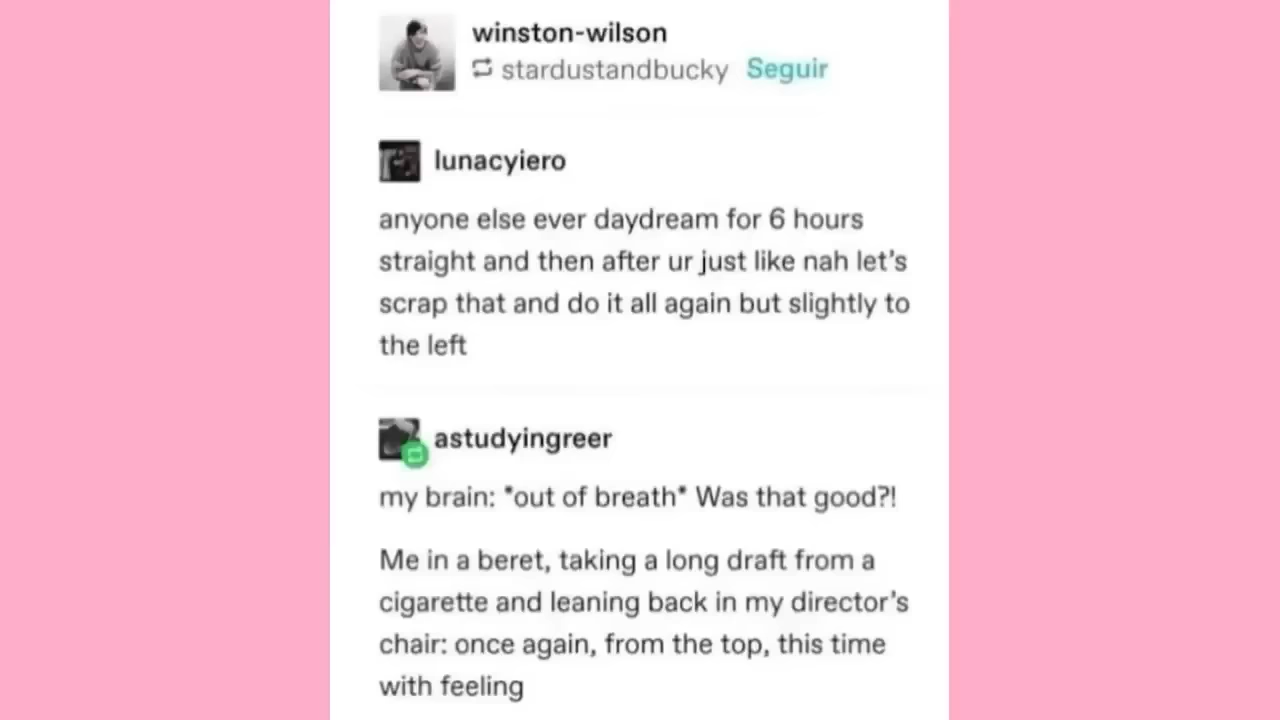 winston-wilson
stardustandbucky Seguir
lunacyiero
anyone else ever daydream for 6 hours
straight and then after ur just like nah let's
scrap that and do it all again but slightly to
the left
astudyingreer
my brain: *out of breath* Was that good?!
Me in a beret, taking a long draft from a
cigarette and leaning back in my director's
chair: once again, from the top, this time
with feeling